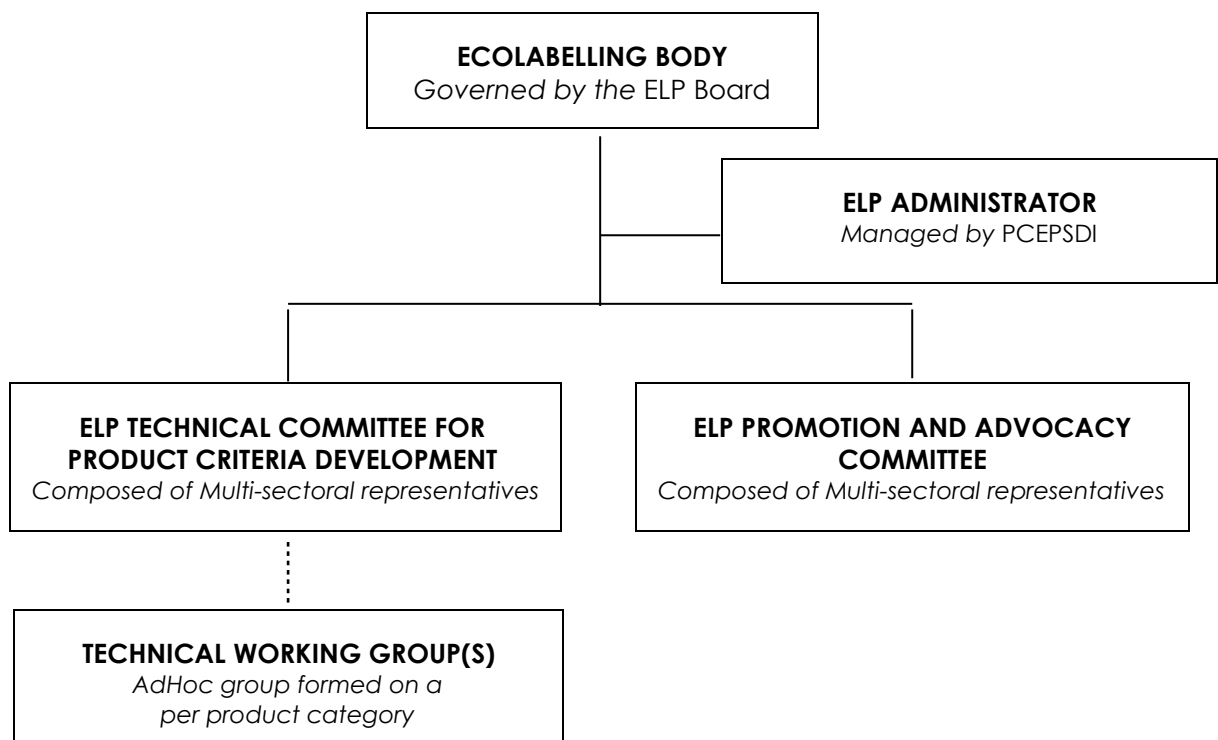 ECOLABELLING BODY
Governed by the ELP Board
ELP ADMINISTRATOR
Managed by PCEPSDI
ELP TECHNICAL COMMITTEE FOR
PRODUCT CRITERIA DEVELOPMENT
Composed of Multi-sectoral representatives
ELP PROMOTION AND ADVOCACY
COMMITTEE
Composed of Multi-sectoral representatives
TECHNICAL WORKING GROUP(S)
AdHoc group formed on a
per product category